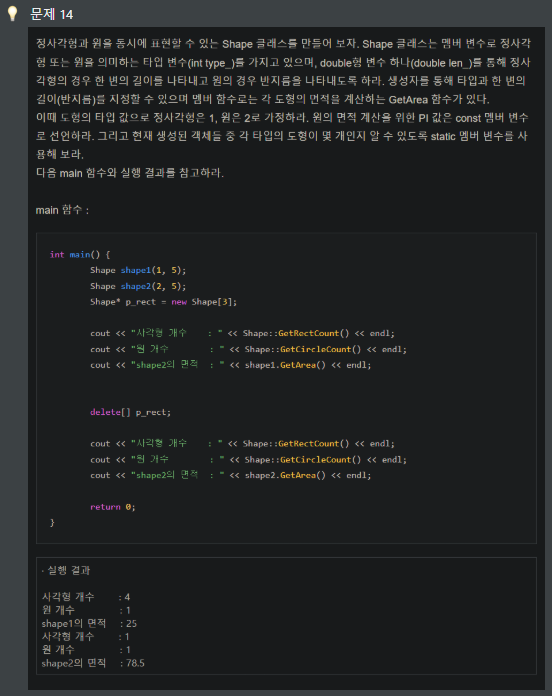 문제 14
정사각형과 원을 동시에 표현할 수 있는 Shape 클래스를 만들어 보자. Shape 클래스는 멤버 변수로 정사각
형 또는 원을 의미하는 타입 변수(int type_)를 가지고 있으며, double형 변수 하나(double len_)를 통해 정사
각형의 경우 한 변의 길이를 나타내고 원의 경우 반지름을 나타내도록 하라. 생성자를 통해 타입과 한 변의
길이(반지름)를 지정할 수 있으며 멤버 함수로는 각 도형의 면적을 계산하는 GetArea 함수가 있다.
이때 도형의 타입 값으로 정사각형은 1, 원은 2로 가정하라. 원의 면적 계산을 위한 PI 값은 const 멤버 변수
로 선언하라. 그리고 현재 생성된 객체들 중 각 타입의 도형이 몇 개인지 알 수 있도록 static 멤버 변수를 사
용해 보라.
다음 main 함수와 실행 결과를 참고하라.
main 함수 :
int main() {
Shape shape1(1, 5);
Shape shape2(2, 5);
Shape* p_rect = new Shape[3];
cout << "사각형 개수 : " << Shape::GetRectCount() << endl;
cout << "원 개수 : " << Shape::GetCircleCount() << endl;
cout << "shape2의 면적 : " << shape1.GetArea() << endl;
delete[] p_rect;
cout << "사각형 개수 : " << Shape::GetRectCount() << endl;
cout << "원 개수 : " << Shape::GetCircleCount() << endl;
cout << "shape2의 면적 : " << shape2.GetArea() << endl;
return 0;
}
· 실행 결과
사각형 개수 : 4
원 개수 : 1
shape1의 면적 : 25
사각형 개수 : 1
원 개수 : 1
shape2의 면적 : 78.5